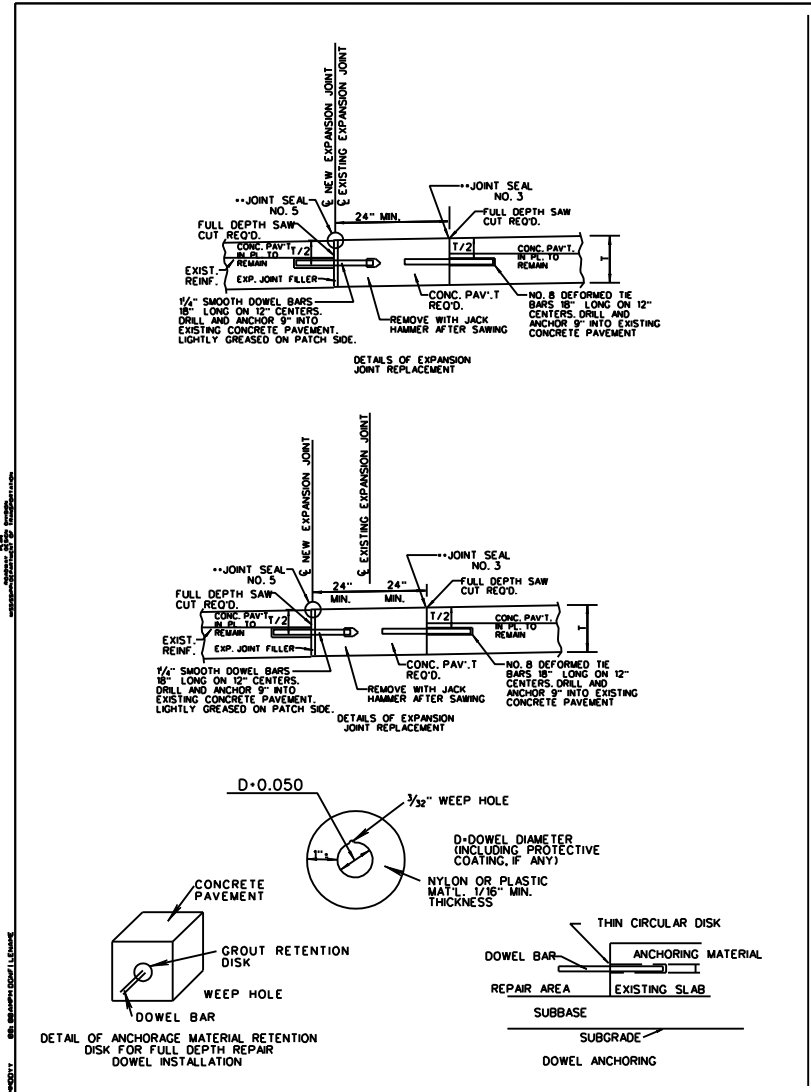 ℄ NEW EXPANSION JOINT
℄ EXISTING EXPANSION JOINT
••JOINT SEAL
NO. 5
24" MIN.
••JOINT SEAL
NO. 3
FULL DEPTH SAW
CUT REQ'D.
FULL DEPTH SAW
CUT REQ'D.
CONC. PAV'T
IN PL. TO
REMAIN
T/2
T/2
CONC. PAV'T.
IN PL. TO
REMAIN
T
EXIST.
REINF.
EXP. JOINT FILLER
1¼" SMOOTH DOWEL BARS
18" LONG ON 12" CENTERS.
DRILL AND ANCHOR 9" INTO
EXISTING CONCRETE PAVEMENT.
LIGHTLY GREASED ON PATCH SIDE.
REMOVE WITH JACK
HAMMER AFTER SAWING
CONC. PAV'.T
REQ'D.
NO. 8 DEFORMED TIE
BARS 18" LONG ON 12"
CENTERS. DRILL AND
ANCHOR 9" INTO EXISTING
CONCRETE PAVEMENT
DETAILS OF EXPANSION
JOINT REPLACEMENT
℄ NEW EXPANSION JOINT
℄ EXISTING EXPANSION JOINT
••JOINT SEAL
NO. 5
24" MIN.
24" MIN.
••JOINT SEAL
NO. 3
FULL DEPTH SAW
CUT REQ'D.
FULL DEPTH SAW
CUT REQ'D.
CONC. PAV'T
IN PL. TO
REMAIN
T/2
T/2
CONC. PAV'T.
IN PL. TO
REMAIN
T
EXIST.
REINF.
EXP. JOINT FILLER
1¼" SMOOTH DOWEL BARS
18" LONG ON 12" CENTERS.
DRILL AND ANCHOR 9" INTO
EXISTING CONCRETE PAVEMENT.
LIGHTLY GREASED ON PATCH SIDE.
REMOVE WITH JACK
HAMMER AFTER SAWING
CONC. PAV'.T
REQ'D.
NO. 8 DEFORMED TIE
BARS 18" LONG ON 12"
CENTERS. DRILL AND
ANCHOR 9" INTO EXISTING
CONCRETE PAVEMENT
DETAILS OF EXPANSION
JOINT REPLACEMENT
D+0.050
3/32" WEEP HOLE
1"
D=DOWEL DIAMETER
(INCLUDING PROTECTIVE
COATING, IF ANY)
NYLON OR PLASTIC
MAT'L. 1/16" MIN.
THICKNESS
CONCRETE
PAVEMENT
GROUT RETENTION
DISK
WEEP HOLE
DOWEL BAR
DETAIL OF ANCHORAGE MATERIAL RETENTION
DISK FOR FULL DEPTH REPAIR
DOWEL INSTALLATION
THIN CIRCULAR DISK
DOWEL BAR
ANCHORING MATERIAL
REPAIR AREA
EXISTING SLAB
SUBBASE
SUBGRADE
DOWEL ANCHORING
ROADWAY DESIGN DIVISION
MISSISSIPPI DEPARTMENT OF TRANSPORTATION